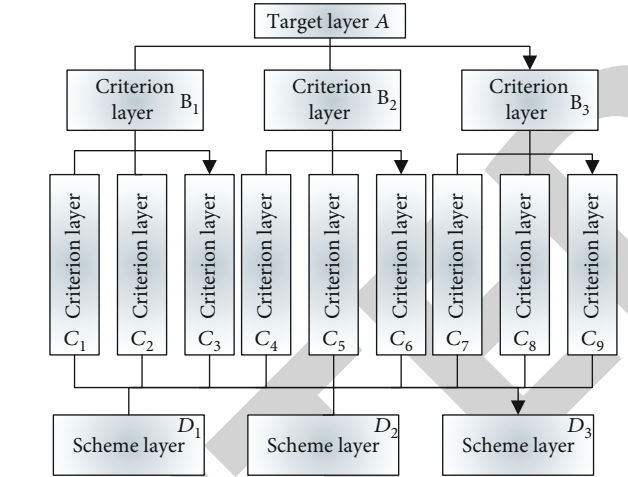 Target layer A
Criterion
layer B₁
Criterion
layer B₂
Criterion
layer B₃
Criterion layer C₁
Criterion layer C₂
Criterion layer C₃
Criterion layer C₄
Criterion layer C₅
Criterion layer C₆
Criterion layer C₇
Criterion layer C₈
Criterion layer C₉
Scheme layer D₁
Scheme layer D₂
Scheme layer D₃